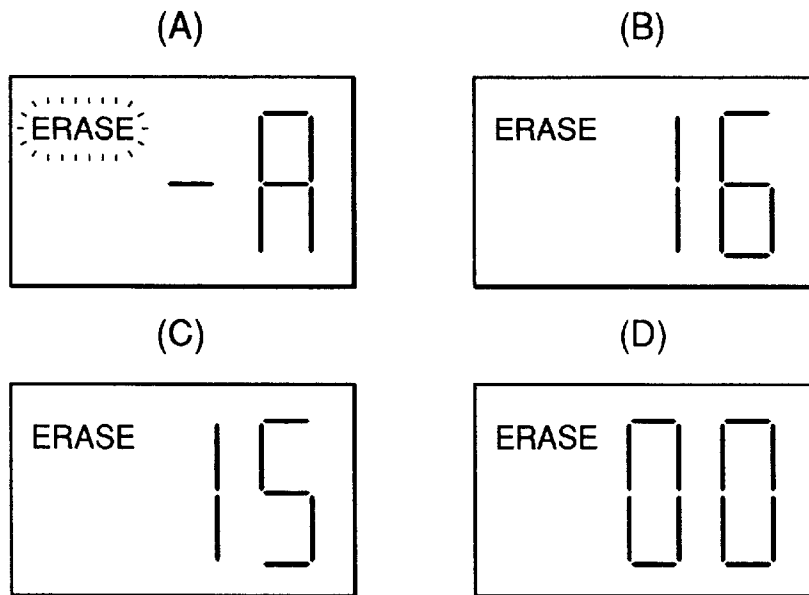 (A)
ERASE
- A
(B)
ERASE 16
(C)
ERASE 15
(D)
ERASE 00